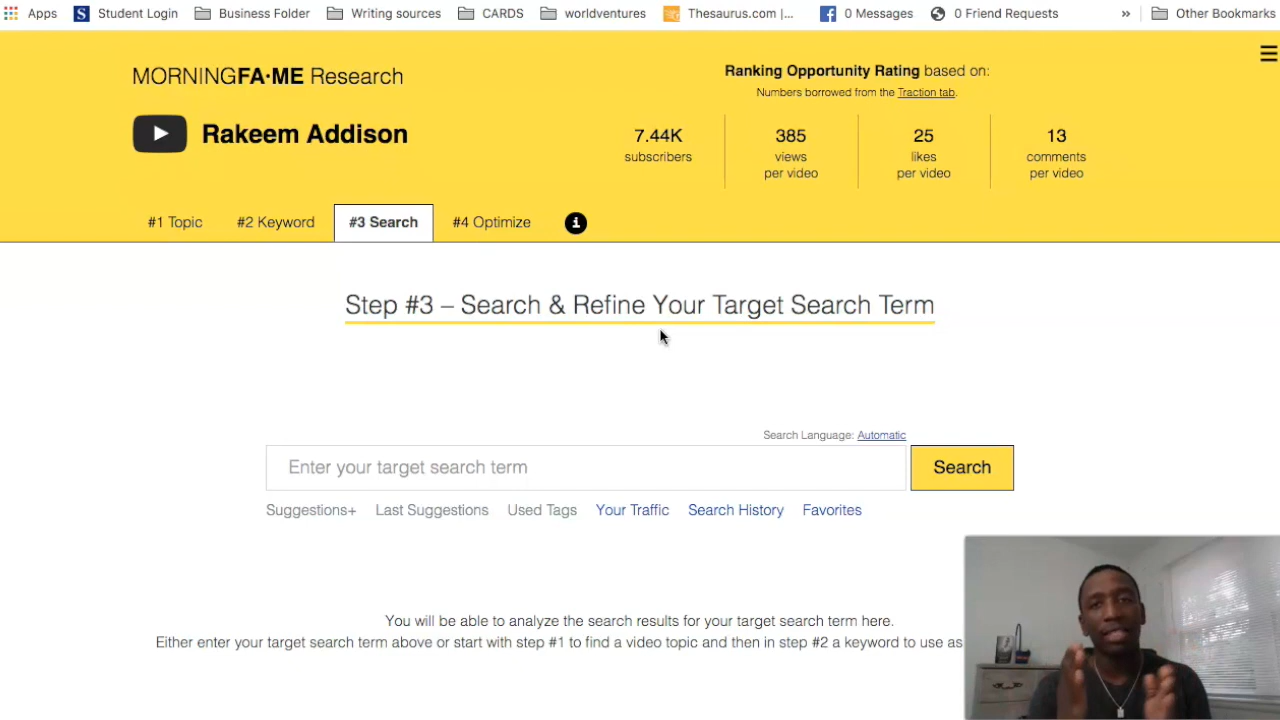 Apps Student Login Business Folder Writing sources CARDS worldventures Thesaurus.com |... 0 Messages 0 Friend Requests » Other Bookmarks
MORNINGFA·ME Research
Rakeem Addison
Ranking Opportunity Rating based on:
Numbers borrowed from the Traction tab.
7.44K 385 25 13
subscribers views likes comments
per video per video per video
#1 Topic #2 Keyword #3 Search #4 Optimize i
Step #3 – Search & Refine Your Target Search Term
Search Language: Automatic
Enter your target search term Search
Suggestions+ Last Suggestions Used Tags Your Traffic Search History Favorites
You will be able to analyze the search results for your target search term here.
Either enter your target search term above or start with step #1 to find a video topic and then in step #2 a keyword to use as